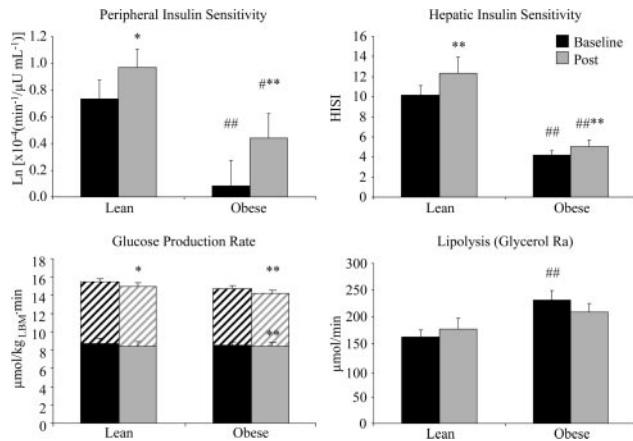 Peripheral Insulin Sensitivity
Ln [x10⁻⁴(min⁻¹/µU mL⁻¹)]
1.2
1.0
0.8
0.6
0.4
0.2
0.0
*
##
#**
Lean
Obese
Hepatic Insulin Sensitivity
Baseline
Post
HISI
16
14
12
10
8
6
4
2
0
**
##
##**
Lean
Obese
Glucose Production Rate
µmol/kg LBM·min
18
16
14
12
10
8
6
4
2
0
*
**
**
Lean
Obese
Lipolysis (Glycerol Ra)
µmol/min
300
250
200
150
100
50
0
##
Lean
Obese